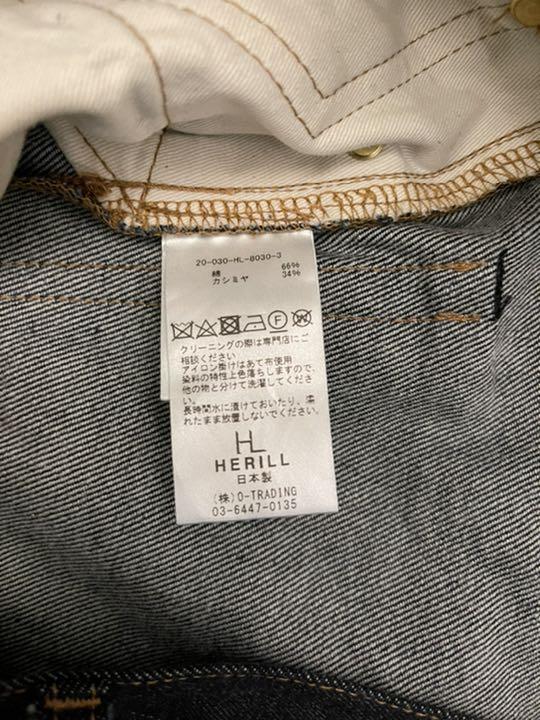 20-030-HL-8030-3
綿 66%
カシミヤ 34%
F W
クリーニングの際は専門店にご
相談ください
アイロン掛けはあて布使用
染料の特性上色落ちしますので、
他の物と分けて洗濯してくださ
い。
長時間水に漬けておいたり、濡
れたまま放置しないでください。
HL
HERILL
日本製
(株)O-TRADING
03-6447-0135